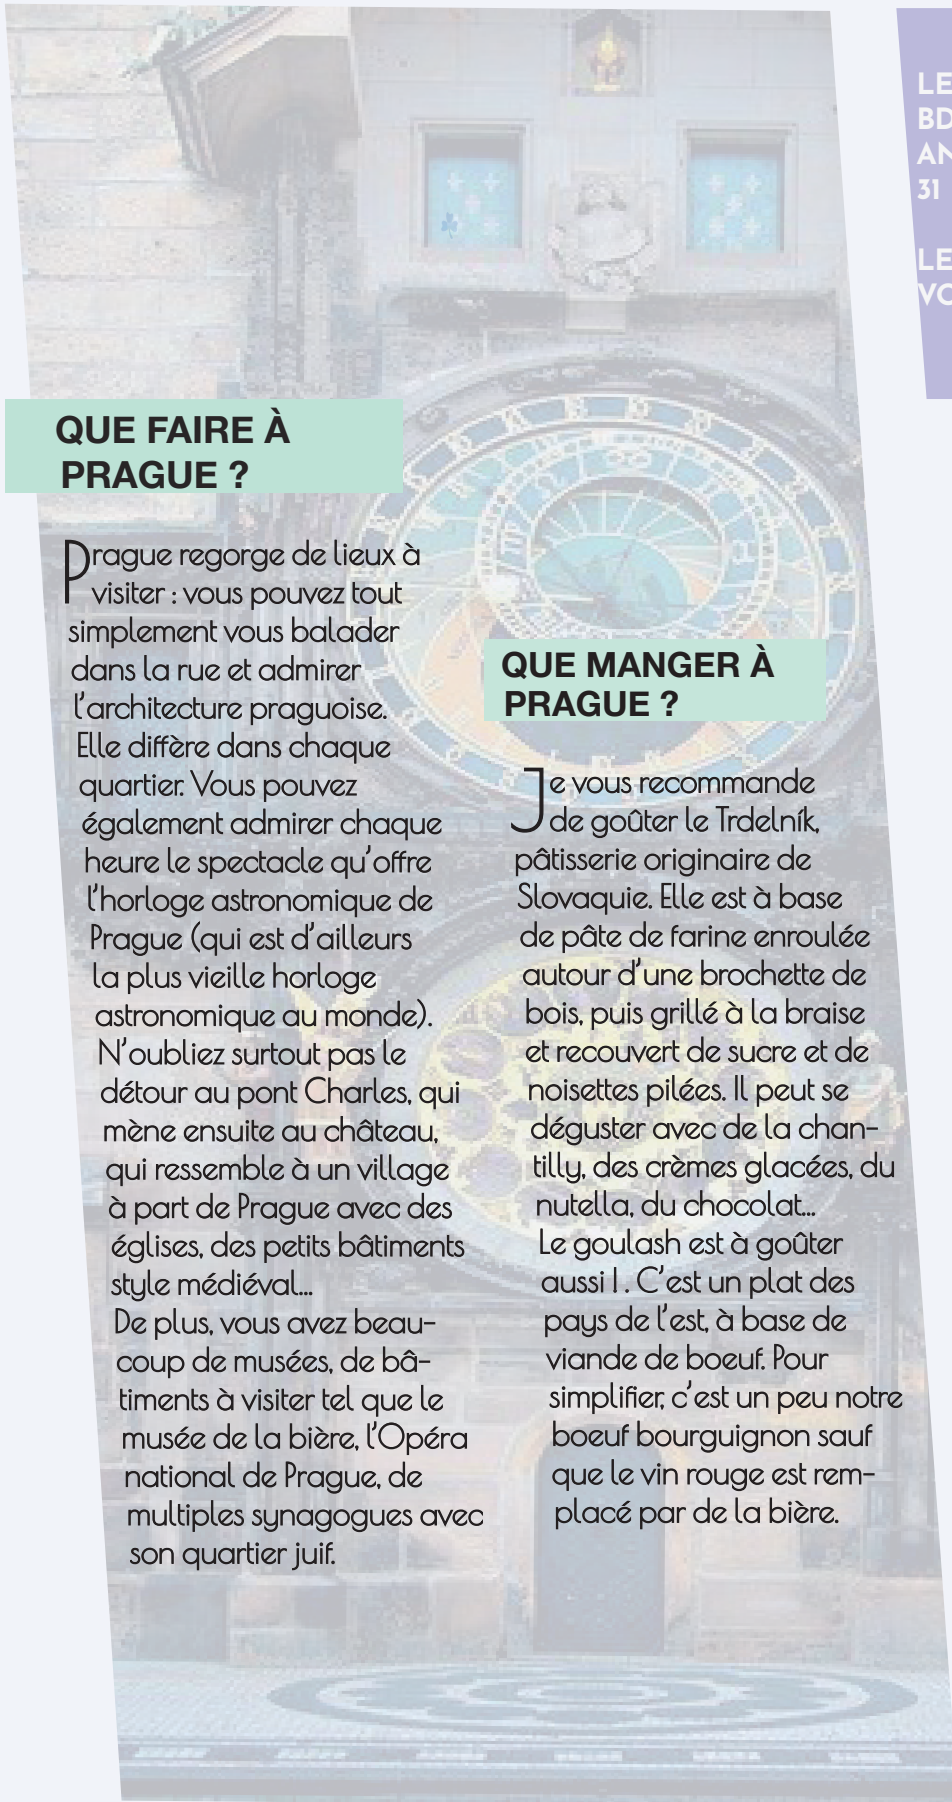 QUE FAIRE À
PRAGUE ?
Prague regorge de lieux à
visiter : vous pouvez tout
simplement vous balader
dans la rue et admirer
l'architecture praguoise.
Elle diffère dans chaque
quartier. Vous pouvez
également admirer chaque
heure le spectacle qu'offre
l'horloge astronomique de
Prague (qui est d'ailleurs
la plus vieille horloge
astronomique au monde).
N'oubliez surtout pas le
détour au pont Charles, qui
mène ensuite au château,
qui ressemble à un village
à part de Prague avec des
églises, des petits bâtiments
style médiéval...
De plus, vous avez beau-
coup de musées, de bâ-
timents à visiter tel que le
musée de la bière, l'Opéra
national de Prague, de
multiples synagogues avec
son quartier juif.
QUE MANGER À
PRAGUE ?
Je vous recommande
de goûter le Trdelník,
pâtisserie originaire de
Slovaquie. Elle est à base
de pâte de farine enroulée
autour d'une brochette de
bois, puis grillé à la braise
et recouvert de sucre et de
noisettes pilées. Il peut se
déguster avec de la chan-
tilly, des crèmes glacées, du
nutella, du chocolat...
Le goulash est à goûter
aussi ! . C'est un plat des
pays de l'est, à base de
viande de boeuf. Pour
simplifier, c'est un peu notre
boeuf bourguignon sauf
que le vin rouge est rem-
placé par de la bière.
LE
BD
AN
31
LE
VO